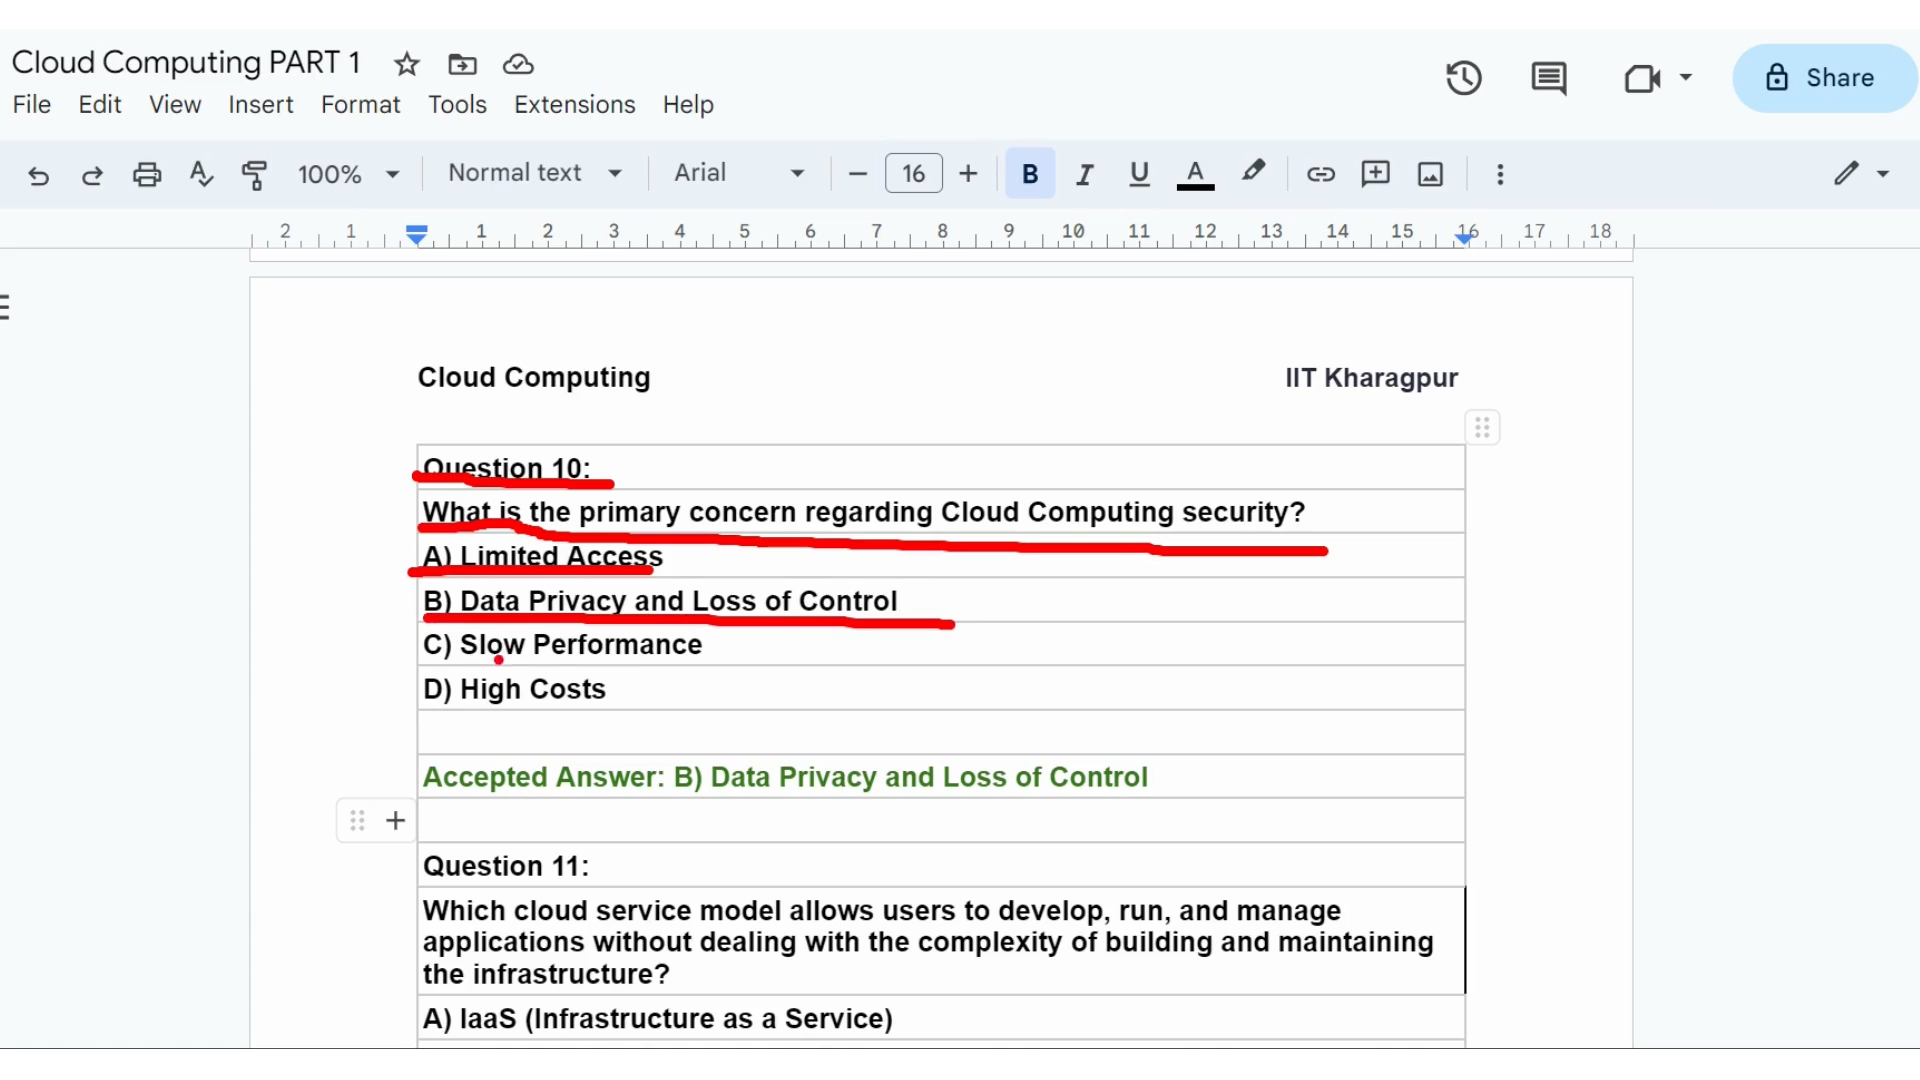 Cloud Computing PART 1
Share
File Edit View Insert Format Tools Extensions Help
100% Normal text Arial 16 B I U A
2 1 1 2 3 4 5 6 7 8 9 10 11 12 13 14 15 16 17 18
Cloud Computing IIT Kharagpur
Question 10:
What is the primary concern regarding Cloud Computing security?
A) Limited Access
B) Data Privacy and Loss of Control
C) Slow Performance
D) High Costs
Accepted Answer: B) Data Privacy and Loss of Control
Question 11:
Which cloud service model allows users to develop, run, and manage
applications without dealing with the complexity of building and maintaining
the infrastructure?
A) IaaS (Infrastructure as a Service)